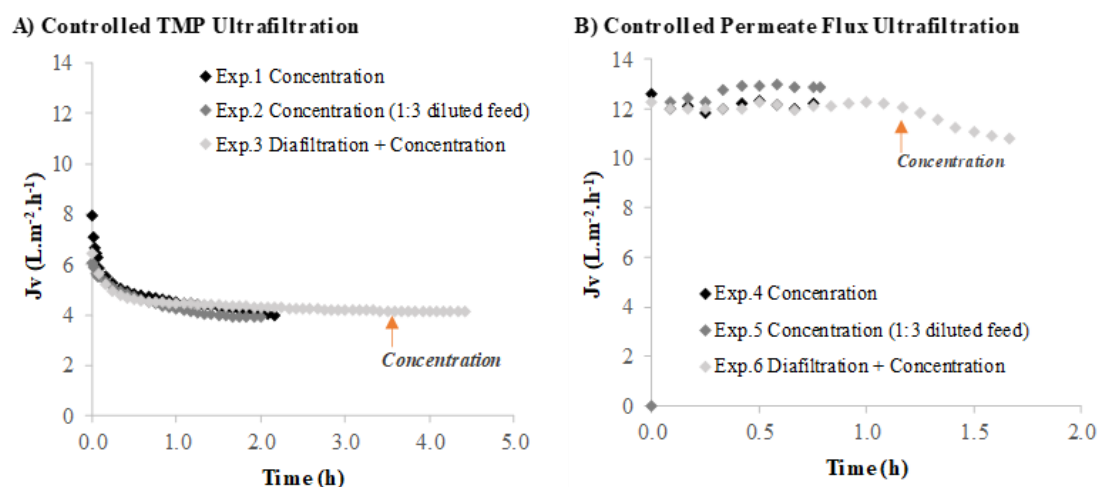 A) Controlled TMP Ultrafiltration
14
12
10
8
6
4
2
0
Jv (L.m-2.h-1)
Exp.1 Concentration
Exp.2 Concentration (1:3 diluted feed)
Exp.3 Diafiltration + Concentration
Concentration
0.0 1.0 2.0 3.0 4.0 5.0
Time (h)
B) Controlled Permeate Flux Ultrafiltration
14
12
10
8
6
4
2
0
Jv (L.m-2.h-1)
Concentration
Exp.4 Concenration
Exp.5 Concentration (1:3 diluted feed)
Exp.6 Diafiltration + Concentration
0.0 0.5 1.0 1.5 2.0
Time (h)